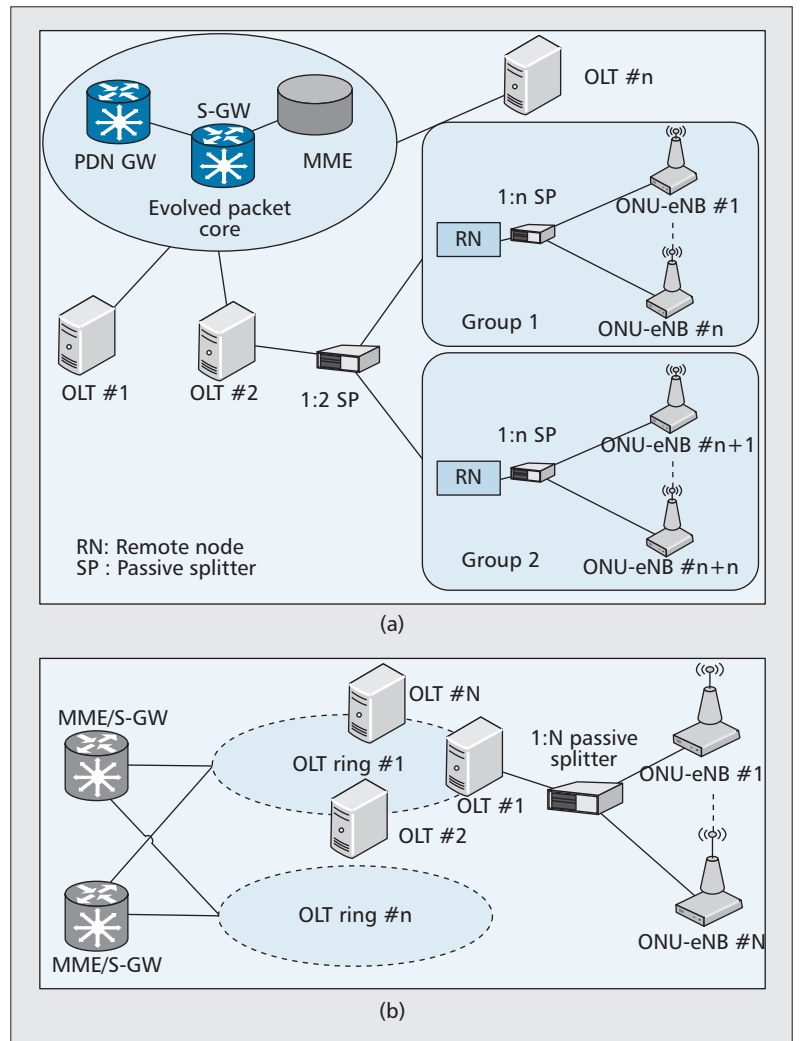 OLT #n
S-GW
PDN GW
MME
Evolved packet
core
1:n SP
ONU-eNB #1
RN
Group 1
ONU-eNB #n
OLT #1
OLT #2
1:2 SP
1:n SP
ONU-eNB #n+1
RN
Group 2
ONU-eNB #n+n
RN: Remote node
SP : Passive splitter
(a)
OLT #N
MME/S-GW
OLT ring #1
1:N passive
splitter
ONU-eNB #1
OLT #1
OLT #2
OLT ring #n
ONU-eNB #N
MME/S-GW
(b)